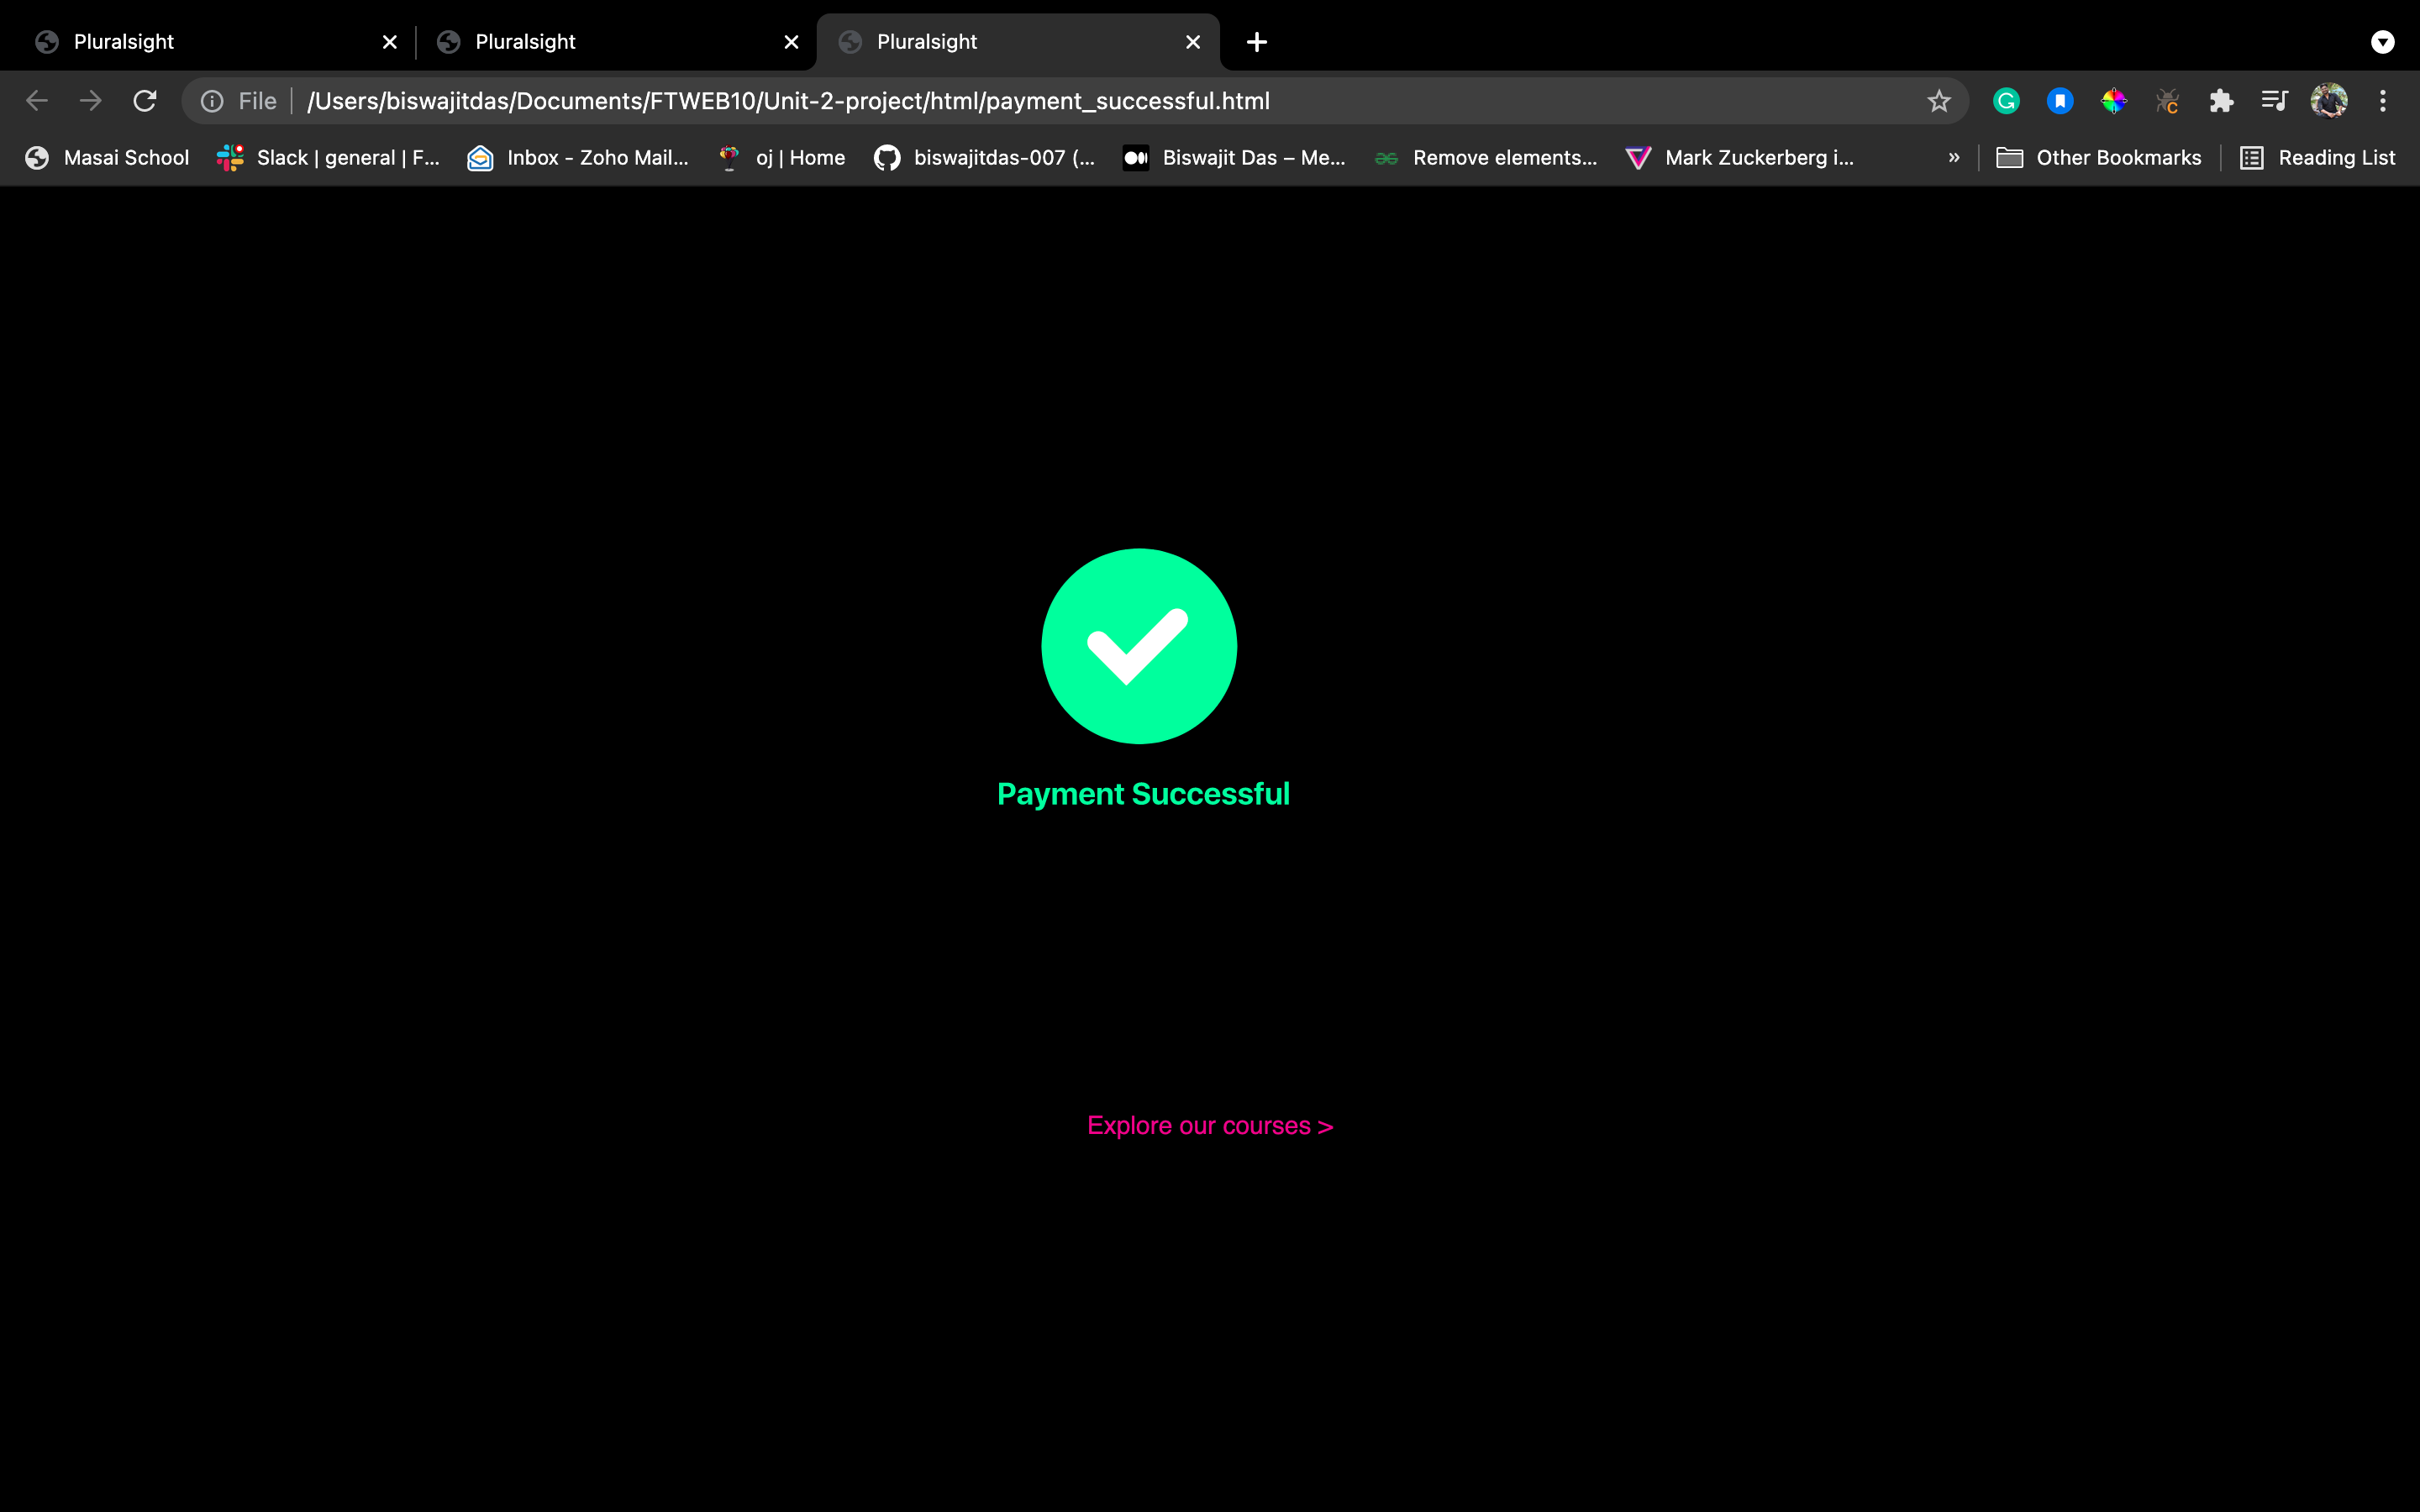 Pluralsight Pluralsight Pluralsight
File /Users/biswajitdas/Documents/FTWEB10/Unit-2-project/html/payment_successful.html
Masai School Slack | general | F... Inbox - Zoho Mail... oj | Home biswajitdas-007 (... Biswajit Das – Me... Remove elements... Mark Zuckerberg i... » Other Bookmarks Reading List
Payment Successful
Explore our courses >